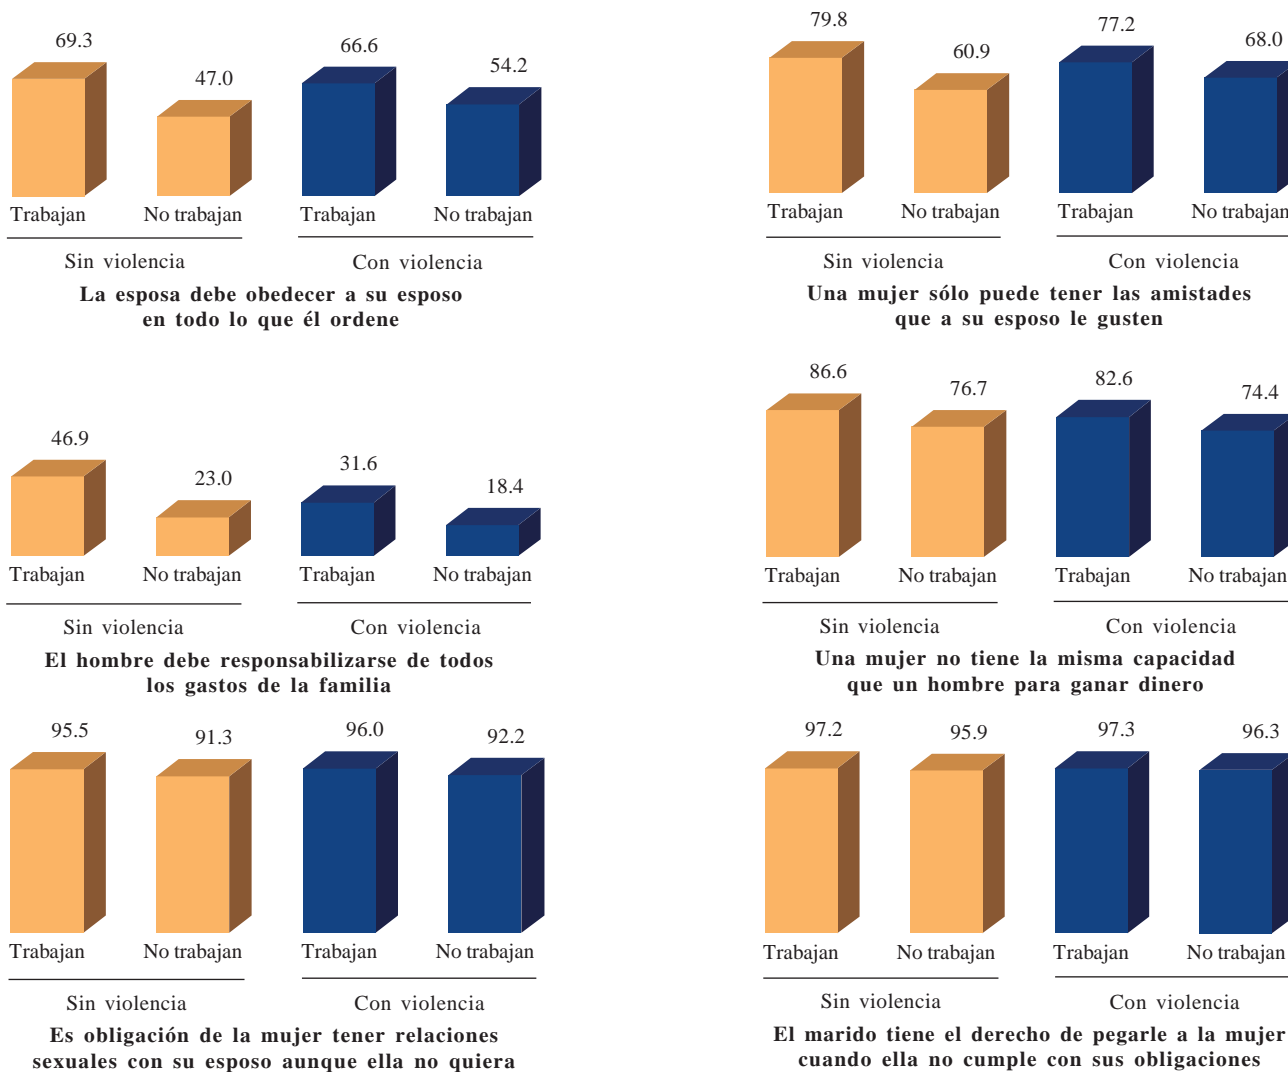 69.3
47.0
66.6
54.2
Trabajan No trabajan Trabajan No trabajan
Sin violencia Con violencia
La esposa debe obedecer a su esposo
en todo lo que él ordene
79.8
60.9
77.2
68.0
Trabajan No trabajan Trabajan No trabajan
Sin violencia Con violencia
Una mujer sólo puede tener las amistades
que a su esposo le gusten
46.9
23.0
31.6
18.4
Trabajan No trabajan Trabajan No trabajan
Sin violencia Con violencia
El hombre debe responsabilizarse de todos
los gastos de la familia
86.6
76.7
82.6
74.4
Trabajan No trabajan Trabajan No trabajan
Sin violencia Con violencia
Una mujer no tiene la misma capacidad
que un hombre para ganar dinero
95.5
91.3
96.0
92.2
Trabajan No trabajan Trabajan No trabajan
Sin violencia Con violencia
Es obligación de la mujer tener relaciones
sexuales con su esposo aunque ella no quiera
97.2
95.9
97.3
96.3
Trabajan No trabajan Trabajan No trabajan
Sin violencia Con violencia
El marido tiene el derecho de pegarle a la mujer
cuando ella no cumple con sus obligaciones